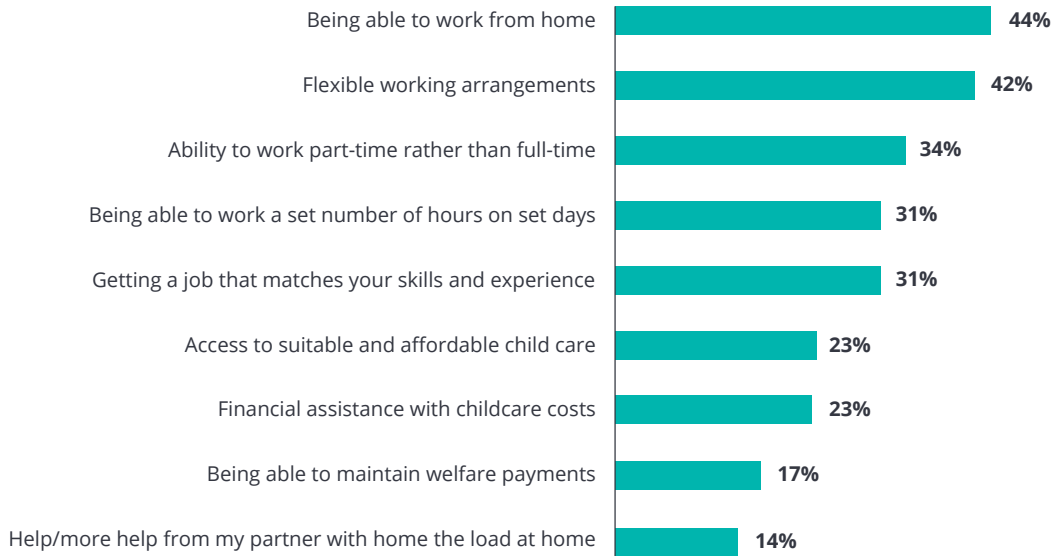 Being able to work from home 44%
Flexible working arrangements 42%
Ability to work part-time rather than full-time 34%
Being able to work a set number of hours on set days 31%
Getting a job that matches your skills and experience 31%
Access to suitable and affordable child care 23%
Financial assistance with childcare costs 23%
Being able to maintain welfare payments 17%
Help/more help from my partner with home the load at home 14%